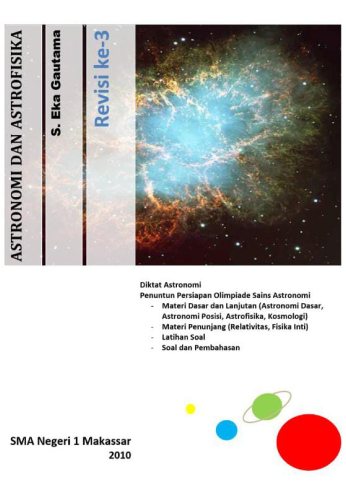 ASTRONOMI DAN ASTROFISIKA
S. Eka Gautama
Revisi ke-3
Diktat Astronomi
Penuntun Persiapan Olimpiade Sains Astronomi
- Materi Dasar dan Lanjutan (Astronomi Dasar,
Astronomi Posisi, Astrofisika, Kosmologi)
- Materi Penunjang (Relativitas, Fisika Inti)
- Latihan Soal
- Soal dan Pembahasan
SMA Negeri 1 Makassar
2010